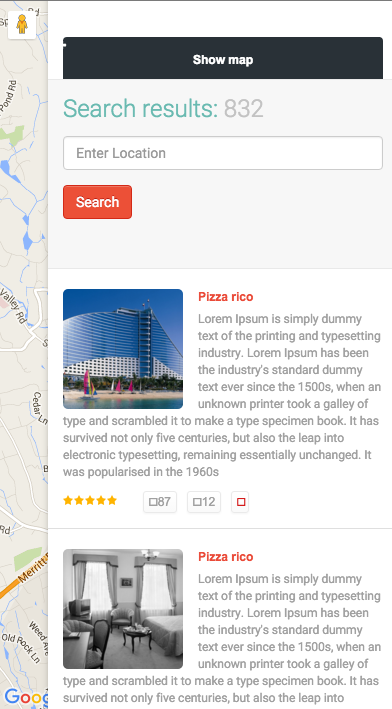 Show map
Search results: 832
Enter Location
Search
Pizza rico
Lorem Ipsum is simply dummy
text of the printing and typesetting
industry. Lorem Ipsum has been
the industry's standard dummy
text ever since the 1500s, when an
unknown printer took a galley of
type and scrambled it to make a type specimen book. It has
survived not only five centuries, but also the leap into
electronic typesetting, remaining essentially unchanged. It
was popularised in the 1960s
87
12
Pizza rico
Lorem Ipsum is simply dummy
text of the printing and typesetting
industry. Lorem Ipsum has been
the industry's standard dummy
text ever since the 1500s, when an
unknown printer took a galley of
type and scrambled it to make a type specimen book. It has
survived not only five centuries, but also the leap into
Pond Rd
Valley Rd
Cedar Ln
Rd
Merritt
Weed Ave
Old Rock Ln
Goog